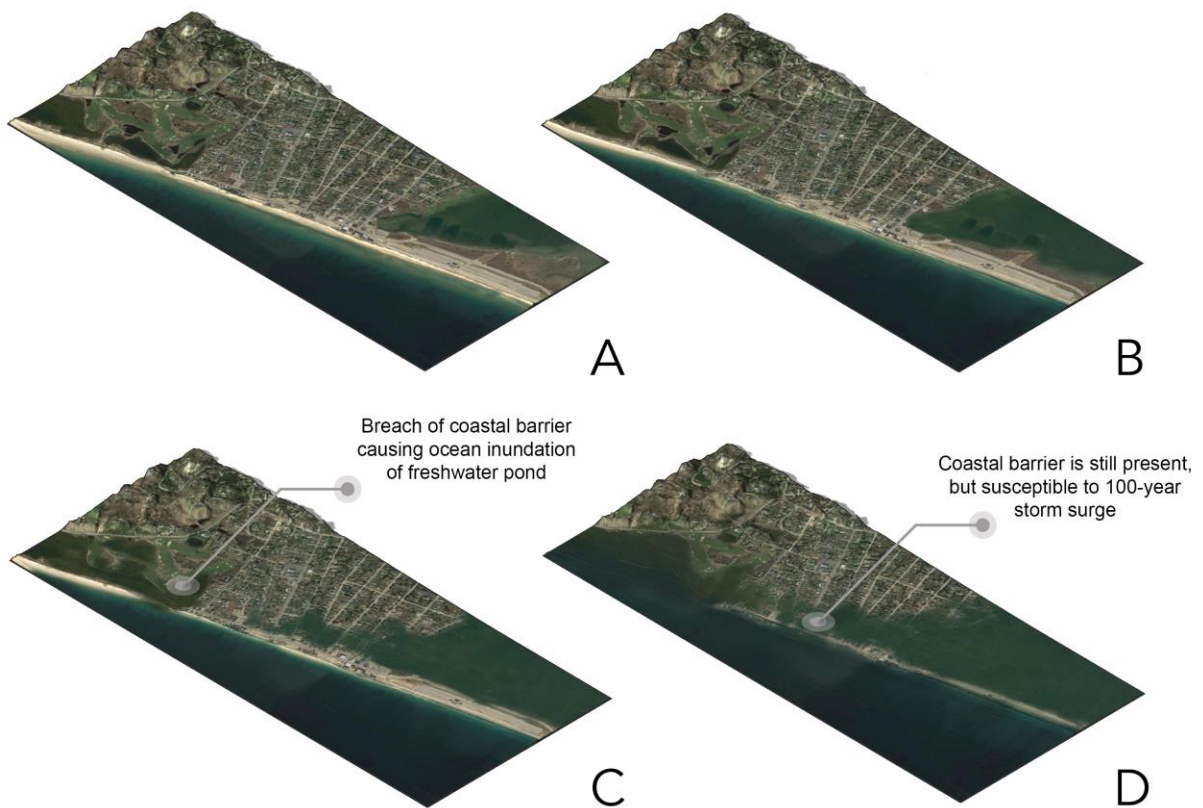 A
B
Breach of coastal barrier
causing ocean inundation
of freshwater pond
Coastal barrier is still present,
but susceptible to 100-year
storm surge
C
D